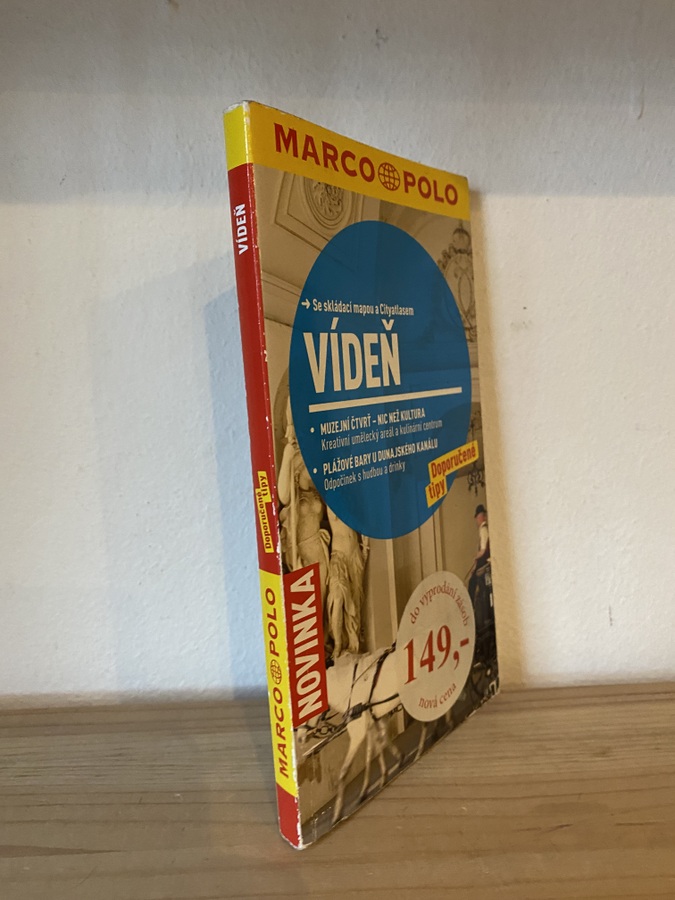 MARCO POLO
→ Se skládací mapou a Cityatlasem
VÍDEŇ
• MUZEJNÍ ČTVRŤ – NIC NEŽ KULTURA
Kreativní umělecký areál a kulinární centrum
• PLÁŽOVÉ BARY U DUNAJSKÉHO KANÁLU
Odpočinek s hudbou a drinky
Doporučené
tipy
NOVINKA
do vyprodání zásob
149,-
nová cena
VÍDEŇ
Doporučené
tipy
MARCO POLO